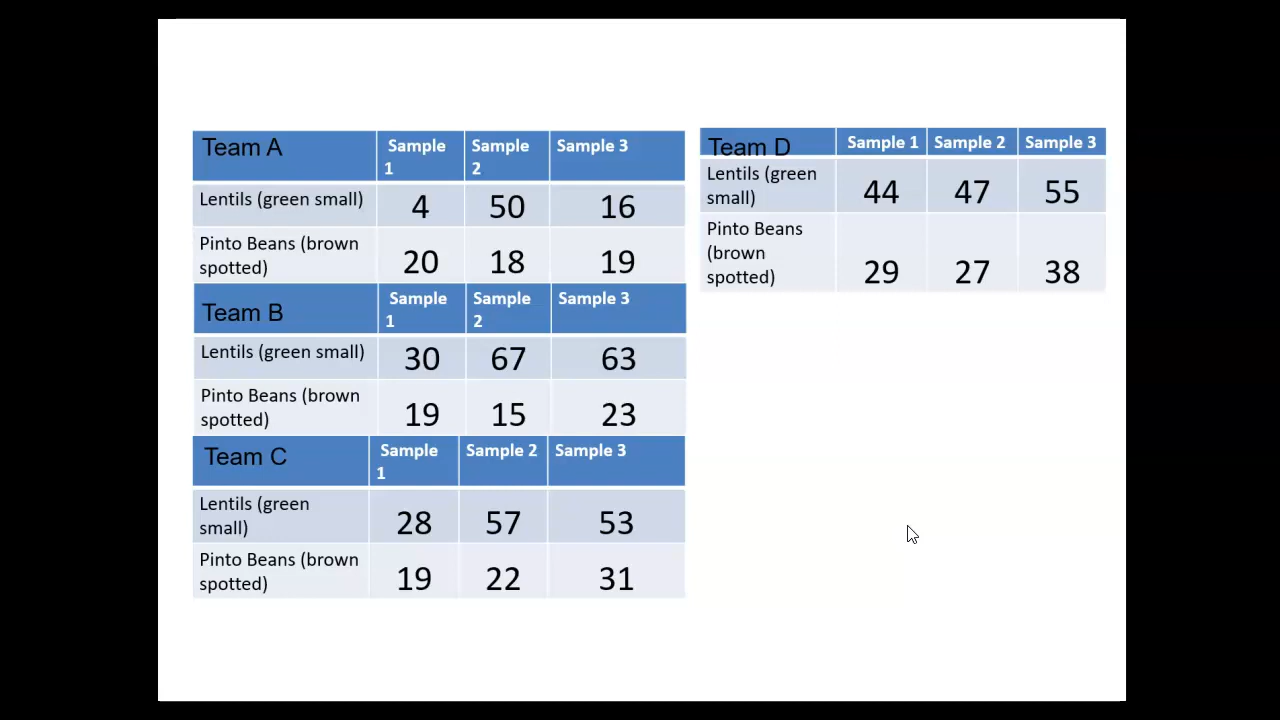 Team A Sample Sample Sample 3
1 2
Lentils (green small) 4 50 16
Pinto Beans (brown
spotted) 20 18 19
Team B Sample Sample Sample 3
1 2
Lentils (green small) 30 67 63
Pinto Beans (brown
spotted) 19 15 23
Team C Sample Sample 2 Sample 3
1
Lentils (green
small) 28 57 53
Pinto Beans (brown
spotted) 19 22 31
Team D Sample 1 Sample 2 Sample 3
Lentils (green
small) 44 47 55
Pinto Beans
(brown
spotted) 29 27 38